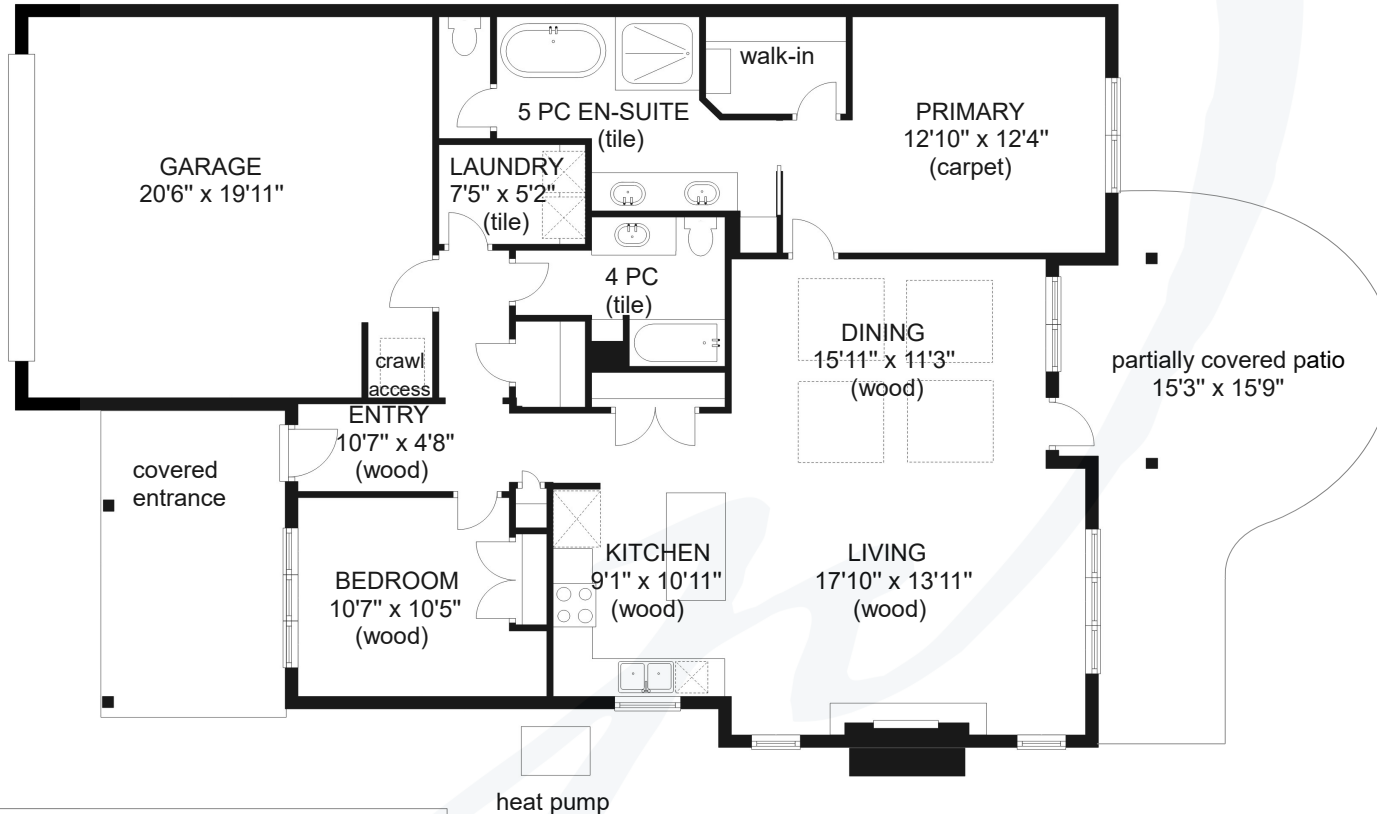 walk-in
5 PC EN-SUITE
(tile)
PRIMARY
12'10" x 12'4"
(carpet)
GARAGE
20'6" x 19'11"
LAUNDRY
7'5" x 5'2"
(tile)
4 PC
(tile)
DINING
15'11" x 11'3"
(wood)
partially covered patio
15'3" x 15'9"
crawl
access
ENTRY
10'7" x 4'8"
(wood)
covered
entrance
BEDROOM
10'7" x 10'5"
(wood)
KITCHEN
9'1" x 10'11"
(wood)
LIVING
17'10" x 13'11"
(wood)
heat pump